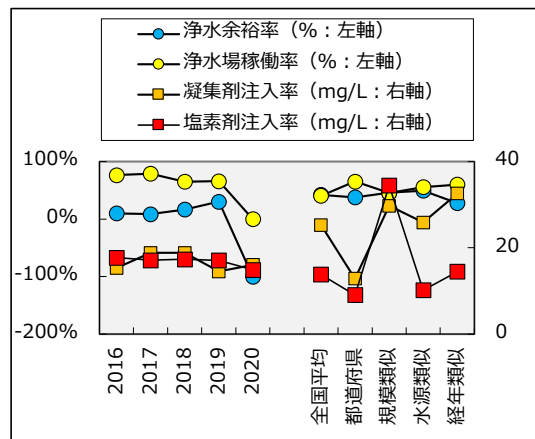 浄水余裕率（%：左軸）
浄水場稼働率（%：左軸）
凝集剤注入率（mg/L：右軸）
塩素剤注入率（mg/L：右軸）
100%
0%
-100%
-200%
40
20
0
2016
2017
2018
2019
2020
全国平均
都道府県
規模類似
水源類似
経年類似